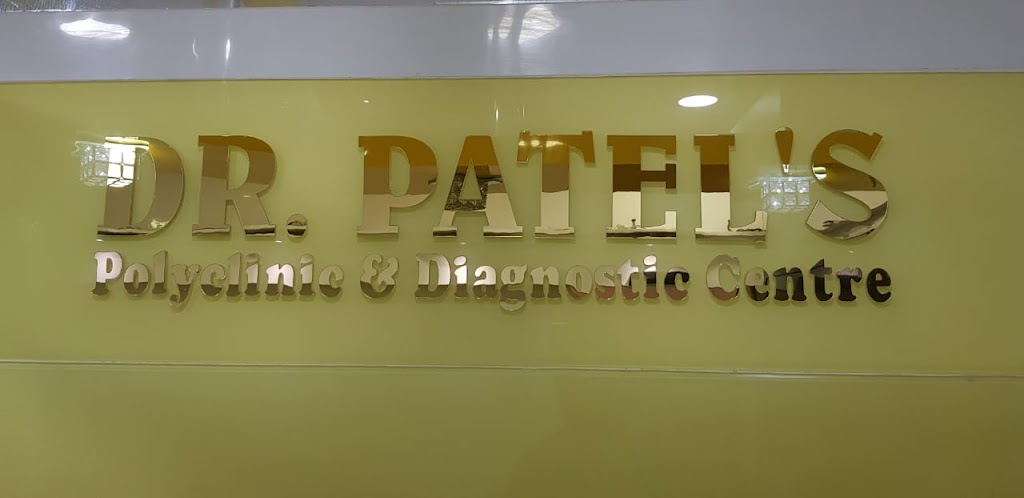 DR. PATEL'S
Polyclinic & Diagnostic Centre